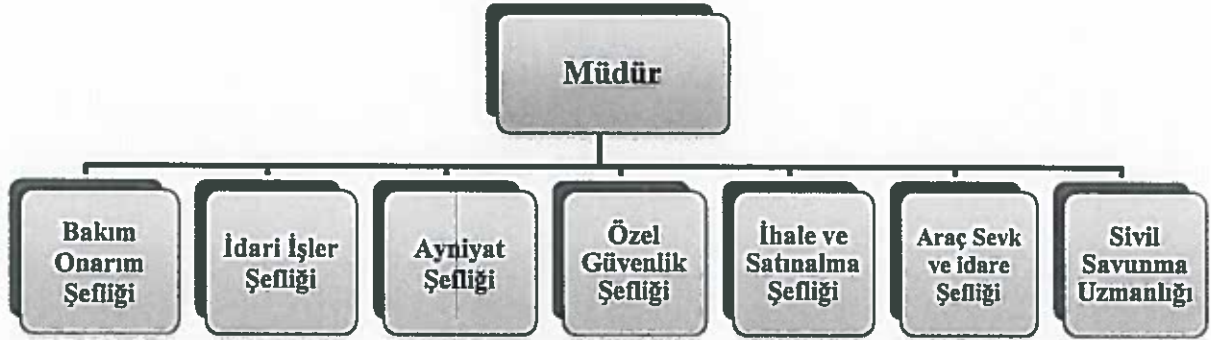 Müdür
Bakım
Onarım
Şefliği
İdari İşler
Şefliği
Ayniyat
Şefliği
Özel
Güvenlik
Şefliği
İhale ve
Satınalma
Şefliği
Araç Sevk
ve idare
Şefliği
Sivil
Savunma
Uzmanlığı